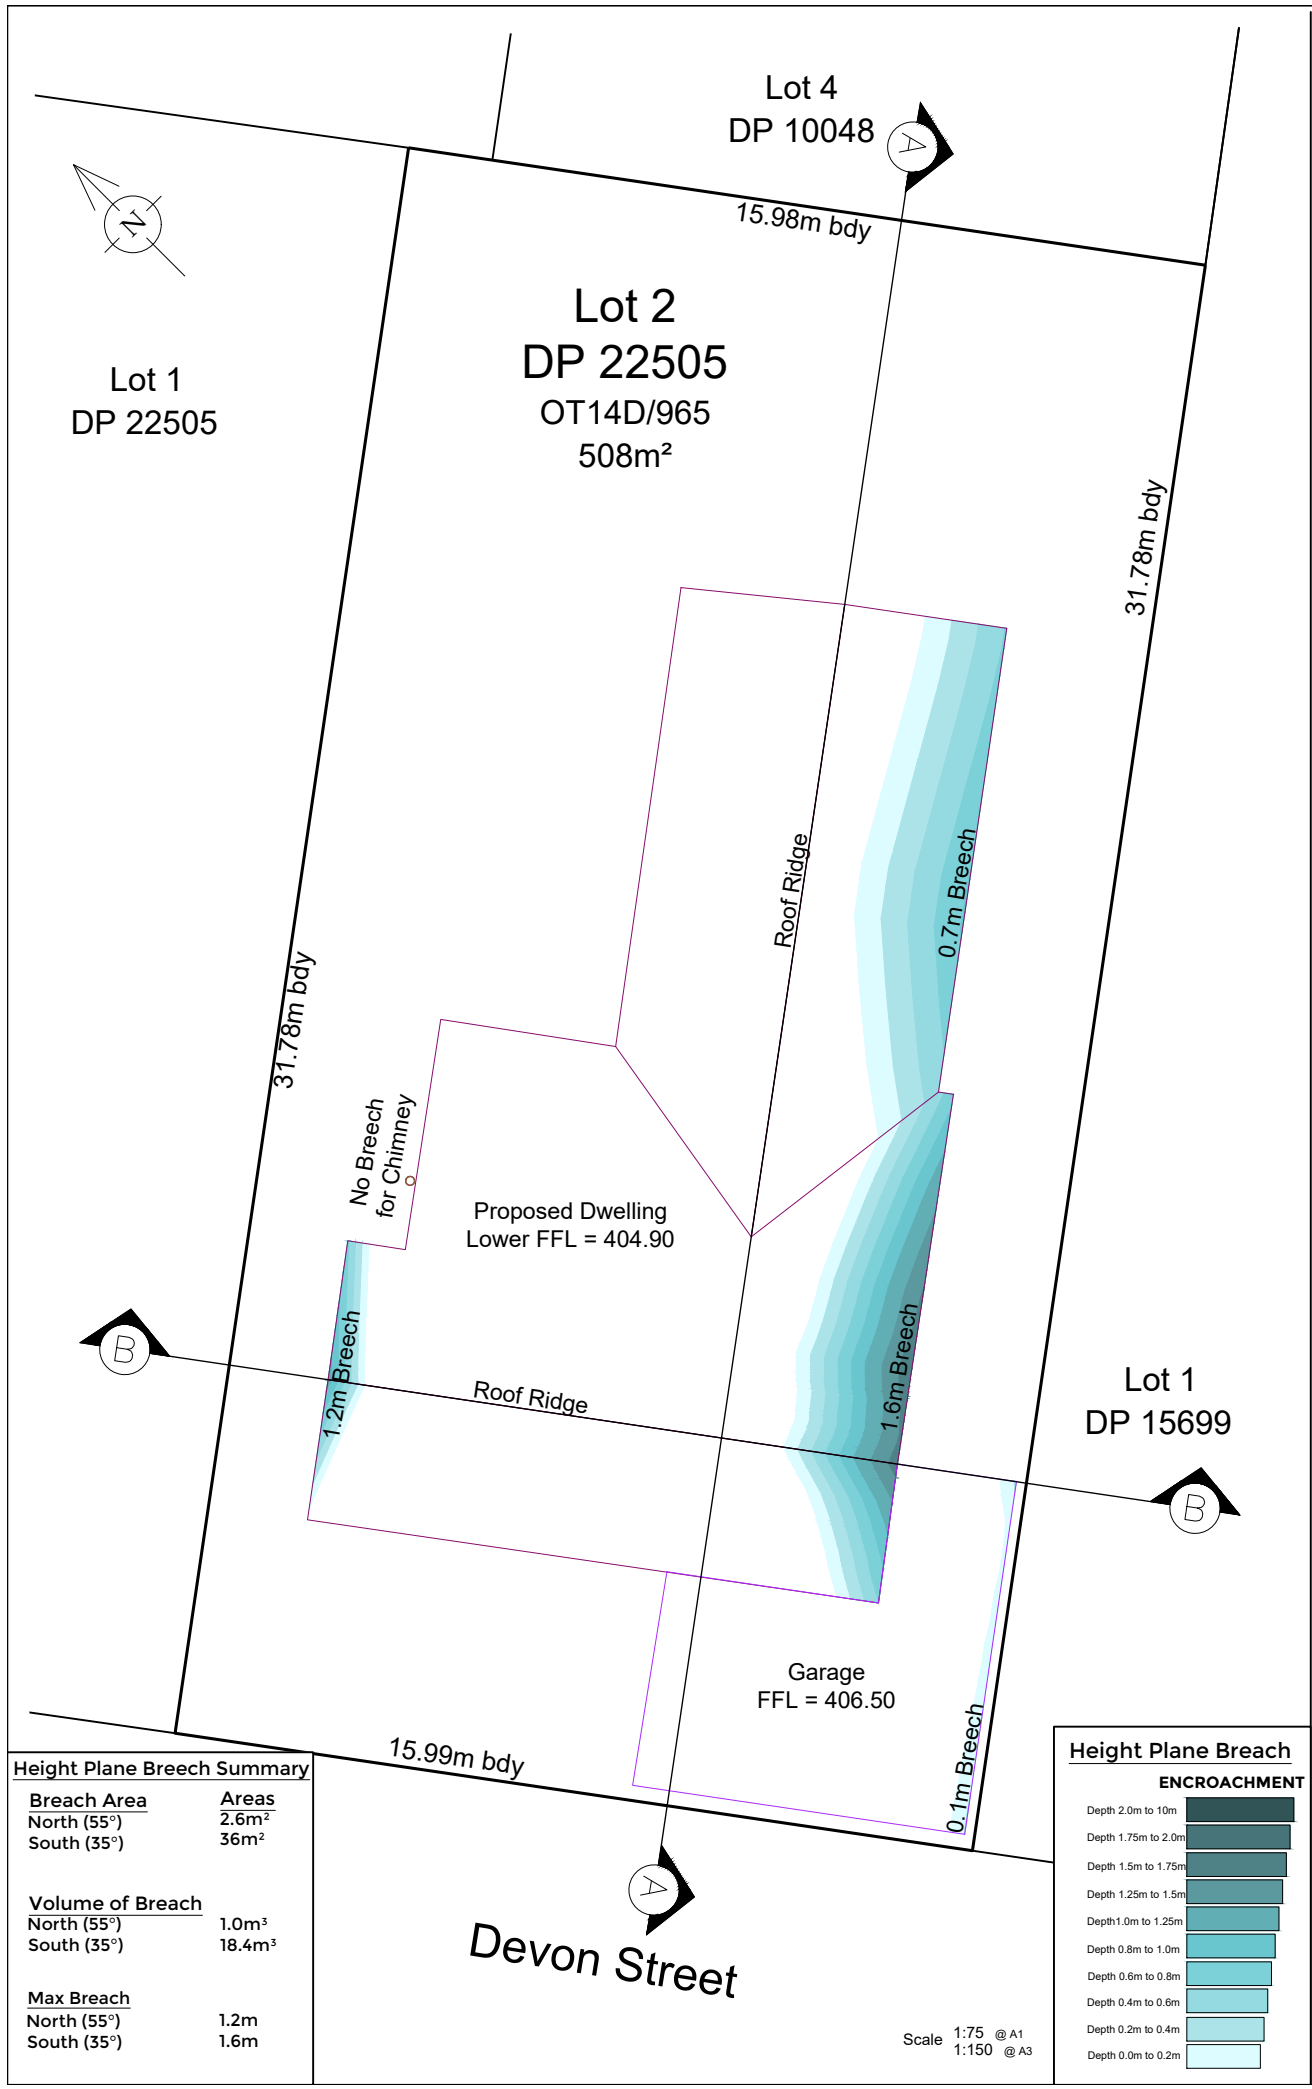 Lot 4
DP 10048
A
15.98m bdy
N
Lot 2
DP 22505
OT14D/965
508m²
Lot 1
DP 22505
31.78m bdy
31.78m bdy
Roof Ridge
0.7m Breech
No Breech
for Chimney
Proposed Dwelling
Lower FFL = 404.90
1.2m Breech
1.6m Breech
B
Roof Ridge
Lot 1
DP 15699
B
Garage
FFL = 406.50
0.1m Breech
15.99m bdy
A
Devon Street
Scale 1:75 @ A1
1:150 @ A3
Height Plane Breech Summary
Breach Area Areas
North (55°) 2.6m²
South (35°) 36m²
Volume of Breach
North (55°) 1.0m³
South (35°) 18.4m³
Max Breach
North (55°) 1.2m
South (35°) 1.6m
Height Plane Breach
ENCROACHMENT
Depth 2.0m to 10m
Depth 1.75m to 2.0m
Depth 1.5m to 1.75m
Depth 1.25m to 1.5m
Depth1.0m to 1.25m
Depth 0.8m to 1.0m
Depth 0.6m to 0.8m
Depth 0.4m to 0.6m
Depth 0.2m to 0.4m
Depth 0.0m to 0.2m